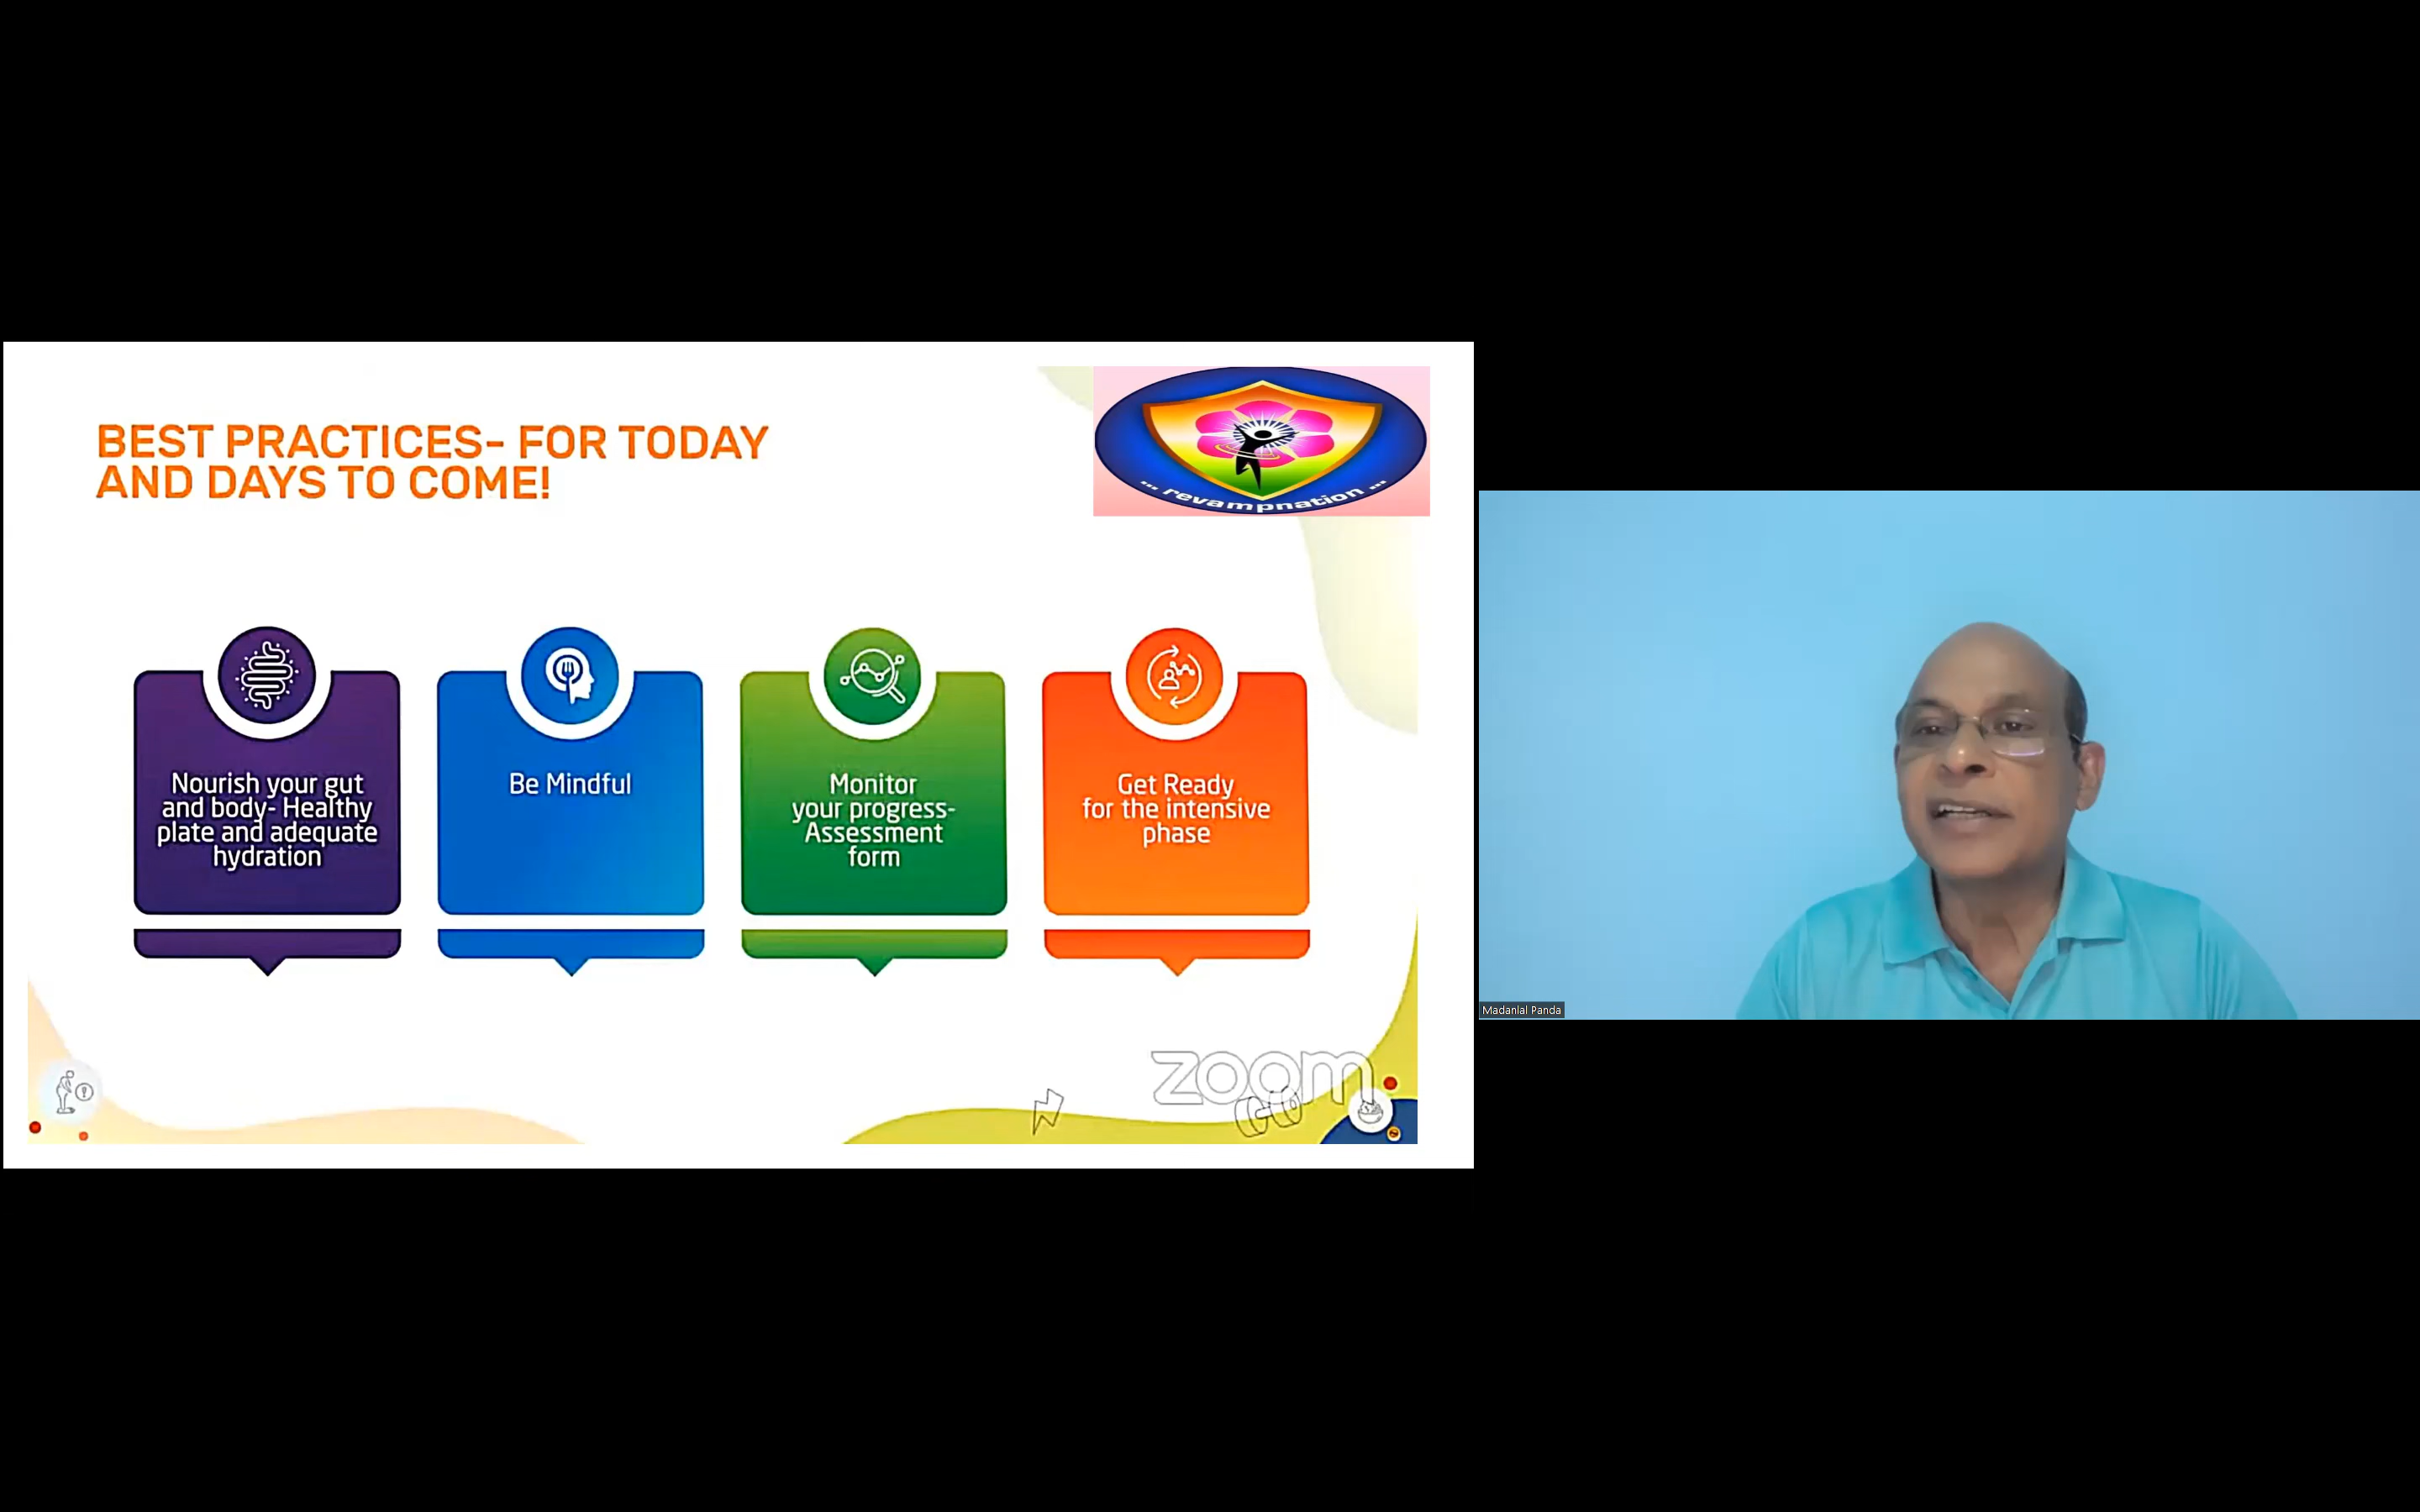 BEST PRACTICES- FOR TODAY
AND DAYS TO COME!
... revampnation ...
Nourish your gut
and body- Healthy
plate and adequate
hydration
Be Mindful
Monitor
your progress-
Assessment
form
Get Ready
for the intensive
phase
zoom
Madanlal Panda